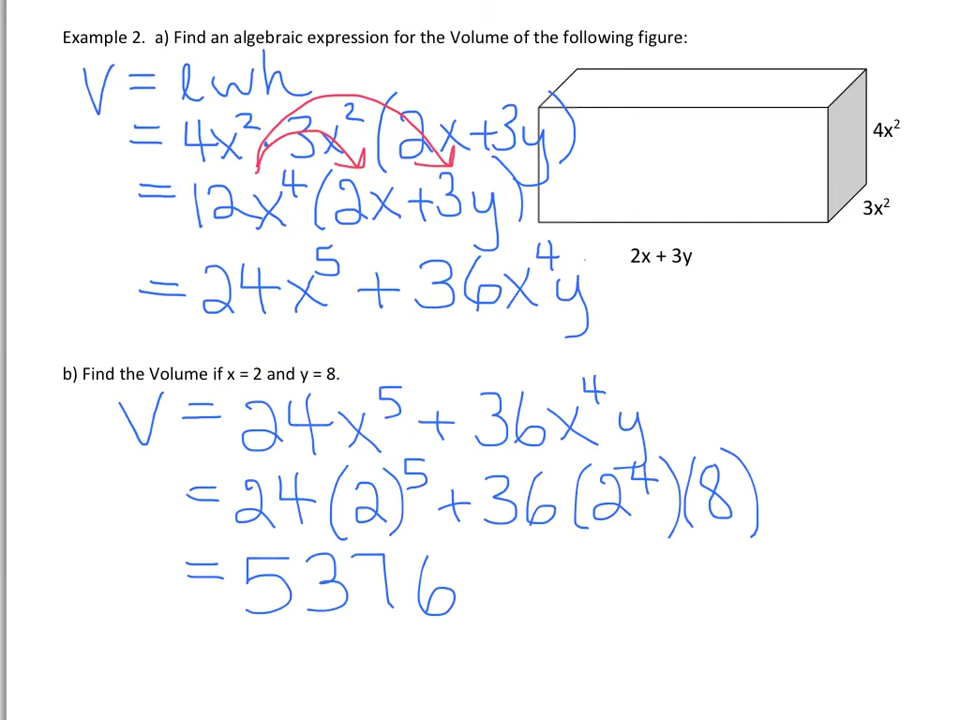 Example 2. a) Find an algebraic expression for the Volume of the following figure:
V = lwh
= 4x²·3x²(2x+3y)
= 12x⁴(2x+3y)
= 24x⁵ + 36x⁴y
4x²
3x²
2x + 3y
b) Find the Volume if x = 2 and y = 8.
V = 24x⁵ + 36x⁴y
= 24(2)⁵ + 36(2⁴)(8)
= 5376